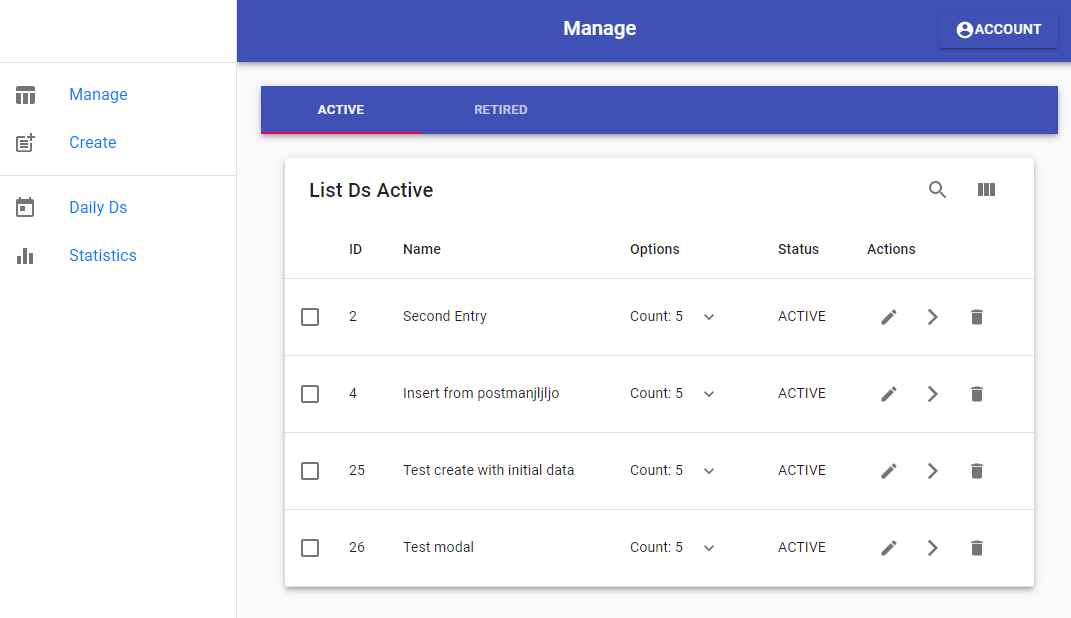 Manage
ACCOUNT
Manage
Create
Daily Ds
Statistics
ACTIVE RETIRED
List Ds Active
ID Name Options Status Actions
2 Second Entry Count: 5 ACTIVE
4 Insert from postmanjljljo Count: 5 ACTIVE
25 Test create with initial data Count: 5 ACTIVE
26 Test modal Count: 5 ACTIVE